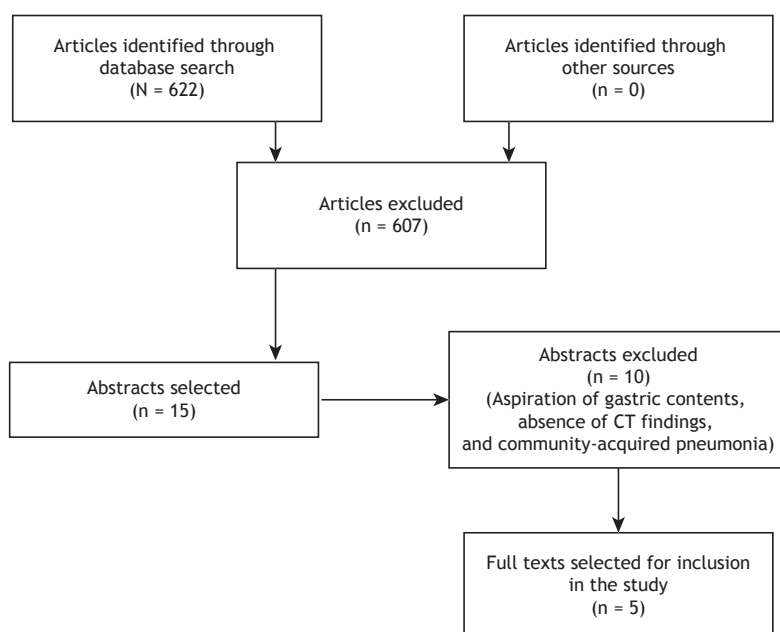 Articles identified through
database search
(N = 622)
Articles identified through
other sources
(n = 0)
Articles excluded
(n = 607)
Abstracts selected
(n = 15)
Abstracts excluded
(n = 10)
(Aspiration of gastric contents,
absence of CT findings,
and community-acquired pneumonia)
Full texts selected for inclusion
in the study
(n = 5)